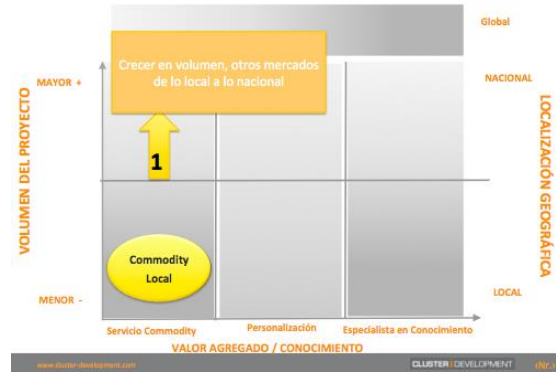 Global
Crecer en volumen, otros mercados
de lo local a lo nacional
MAYOR +
NACIONAL
VOLUMEN DEL PROYECTO
LOCALIZACIÓN GEOGRÁFICA
1
Commodity
Local
MENOR -
LOCAL
Servicio Commodity
Personalización
Especialista en Conocimiento
VALOR AGREGADO / CONOCIMIENTO
www.cluster-development.com
CLUSTER DEVELOPMENT